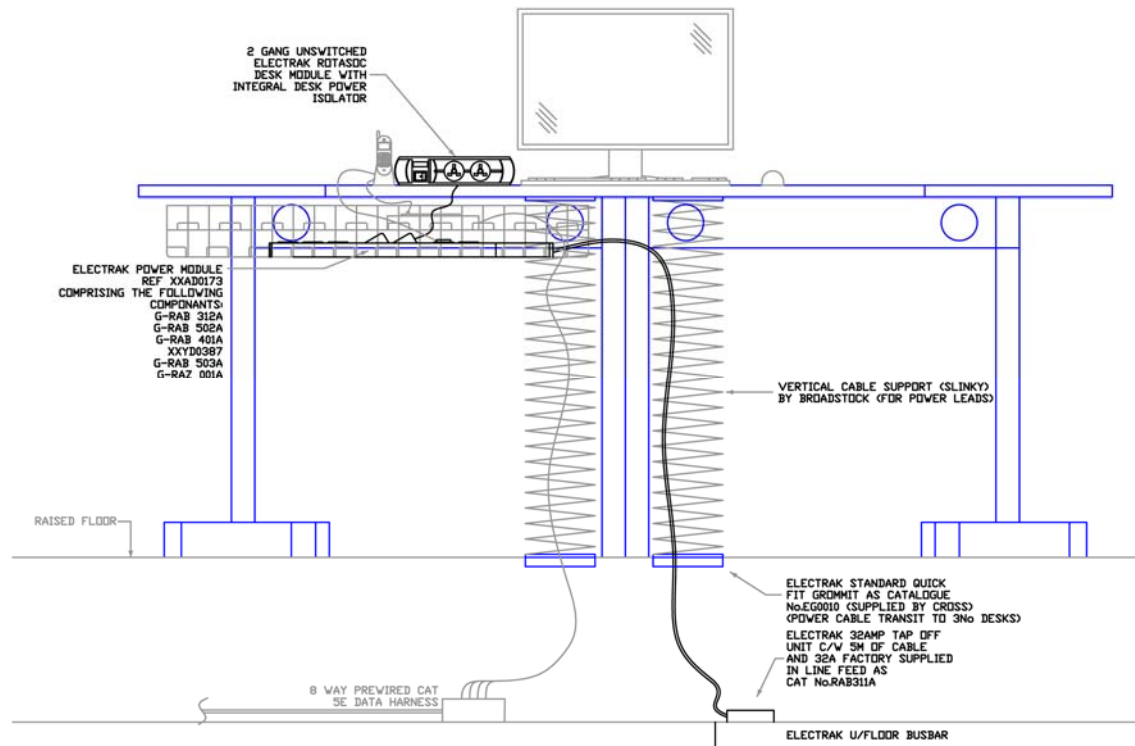 2 GANG UNSWITCHED
ELECTRAK ROTASOC
DESK MODULE WITH
INTEGRAL DESK POWER
ISOLATOR
ELECTRAK POWER MODULE
REF XXAD0173
COMPRISING THE FOLLOWING
COMPONANTS:
G-RAB 312A
G-RAB 502A
G-RAB 401A
XXYD0387
G-RAB 503A
G-RAZ 001A
VERTICAL CABLE SUPPORT (SLINKY)
BY BROADSTOCK (FOR POWER LEADS)
RAISED FLOOR
ELECTRAK STANDARD QUICK
FIT GROMMIT AS CATALOGUE
No.EG0010 (SUPPLIED BY CROSS)
(POWER CABLE TRANSIT TO 3No DESKS)
ELECTRAK 32AMP TAP OFF
UNIT C/W 5M OF CABLE
AND 32A FACTORY SUPPLIED
IN LINE FEED AS
CAT No.RAB311A
8 WAY PREWIRED CAT
5E DATA HARNESS
ELECTRAK U/FLOOR BUSBAR